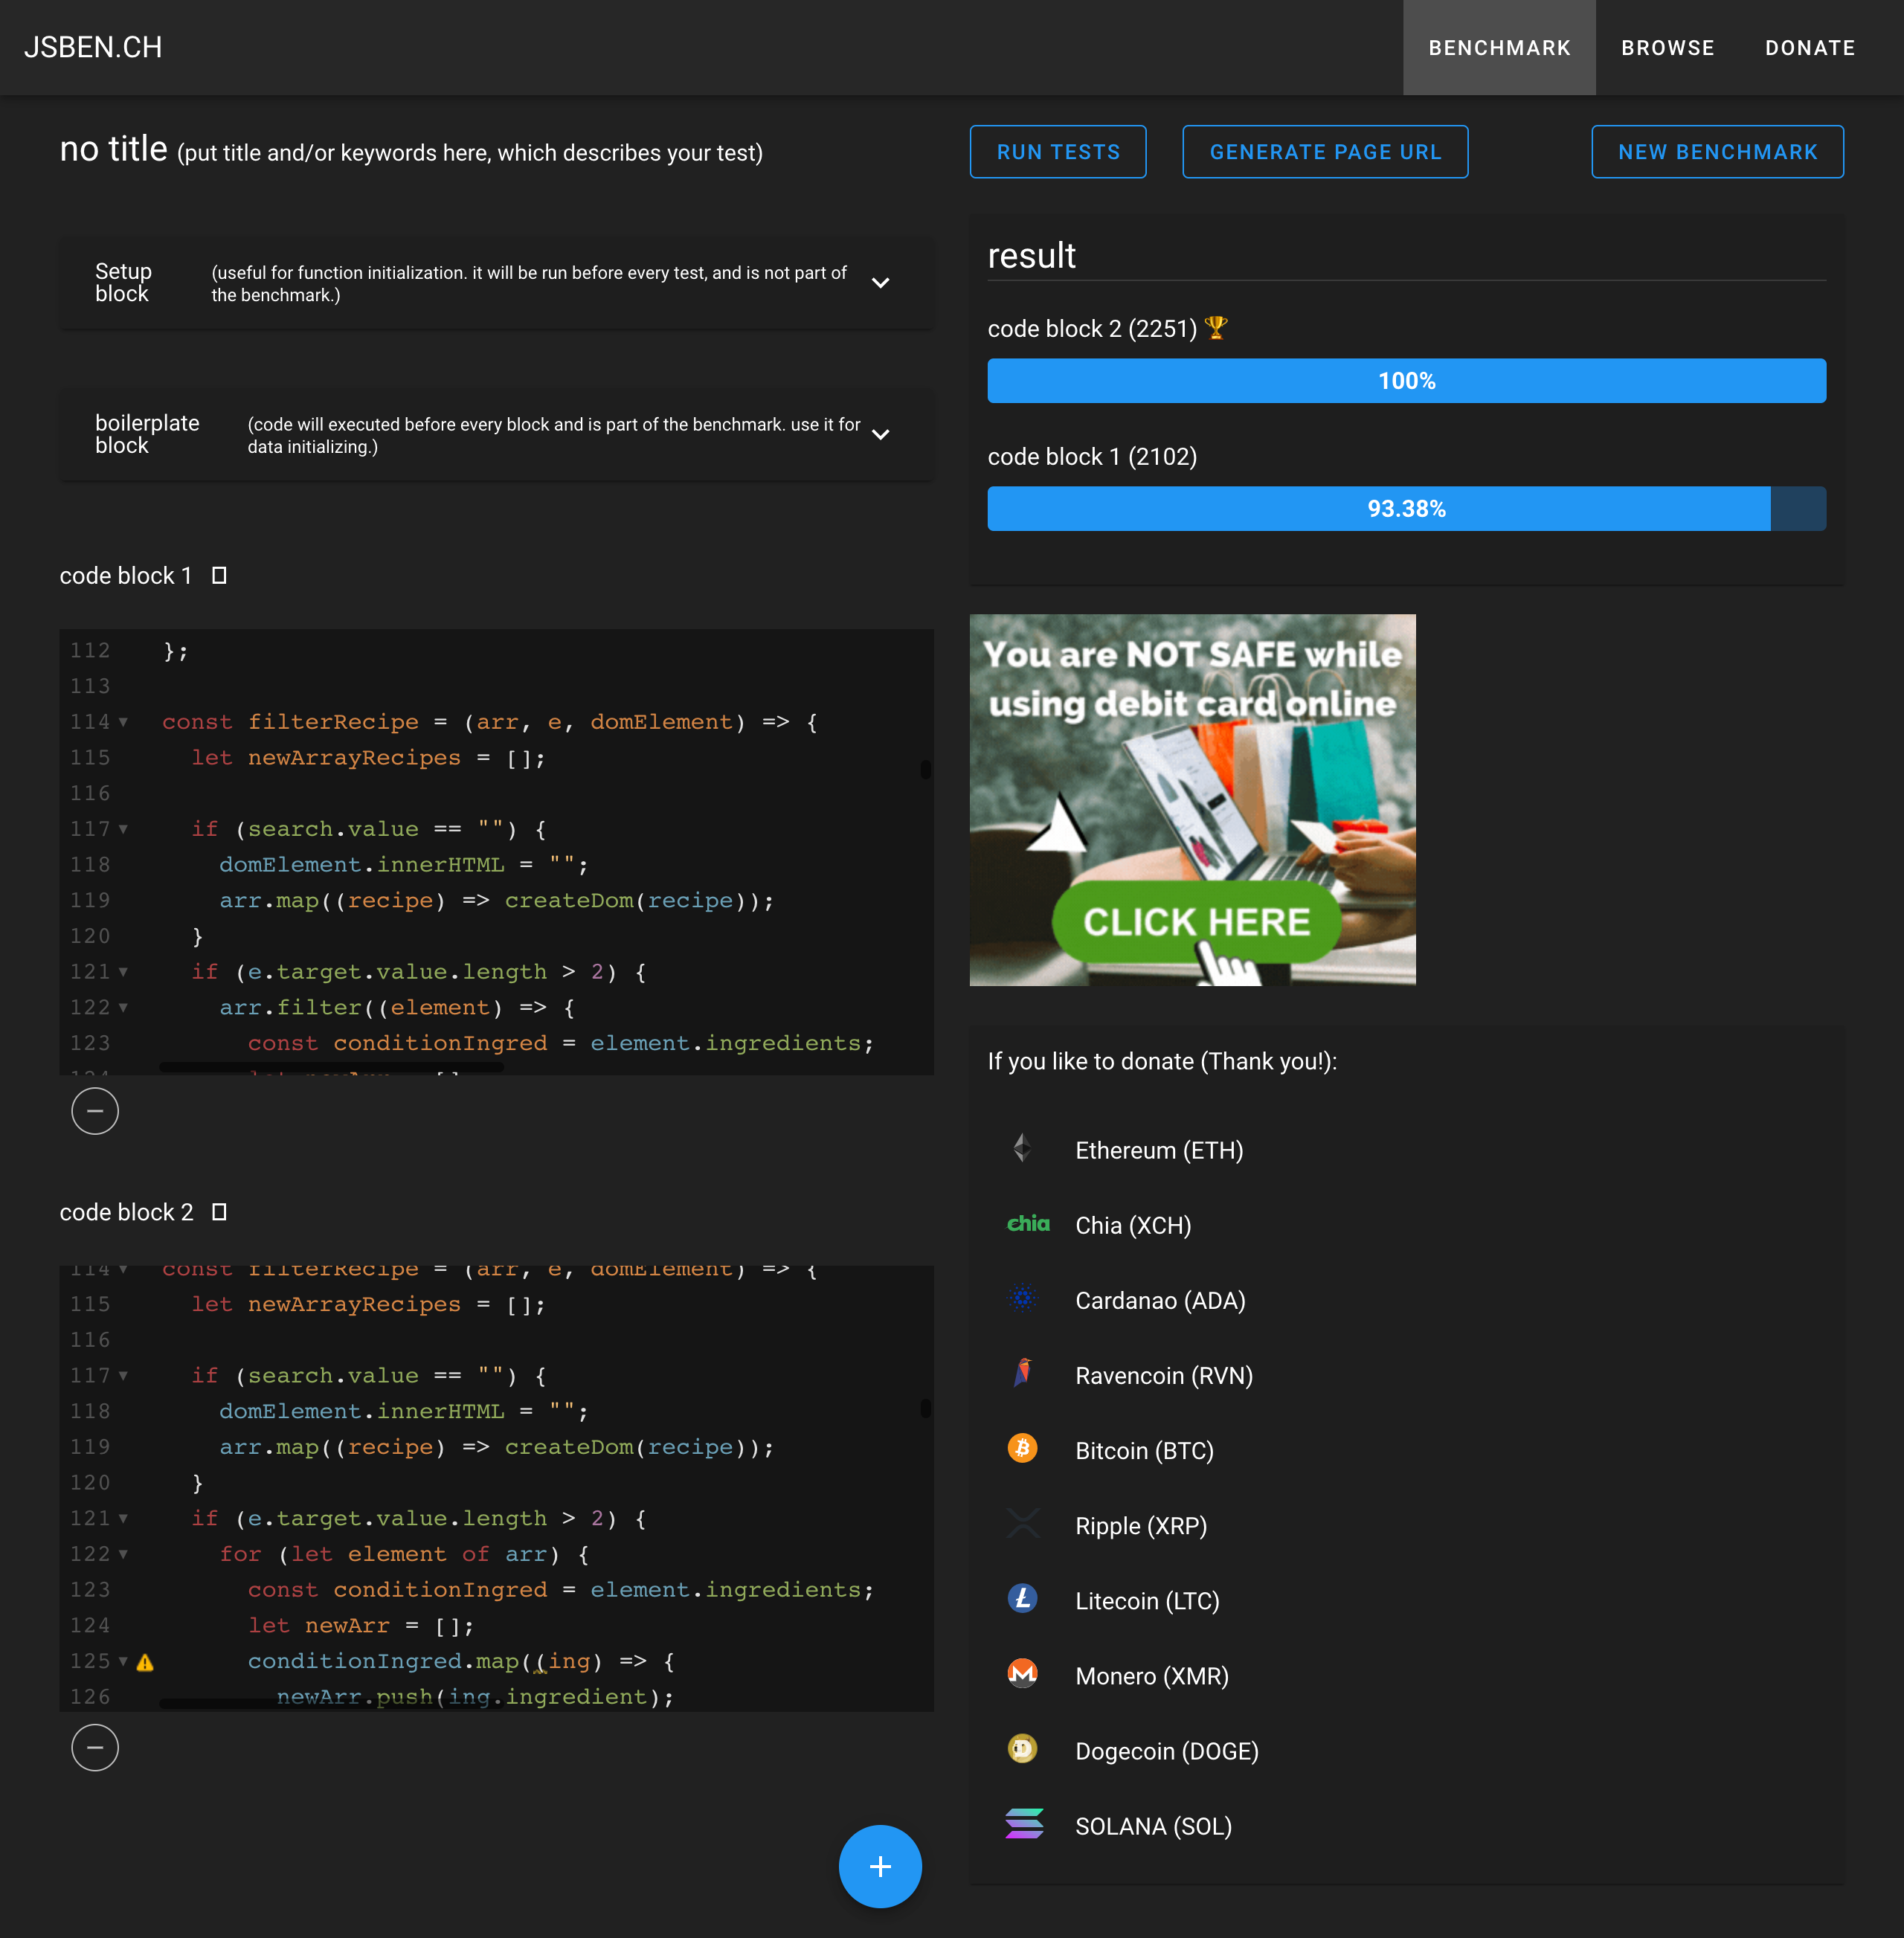 JSBEN.CH
BENCHMARK
BROWSE
DONATE
no title (put title and/or keywords here, which describes your test)
RUN TESTS
GENERATE PAGE URL
NEW BENCHMARK
Setup block
(useful for function initialization. it will be run before every test, and is not part of
the benchmark.)
boilerplate block
(code will executed before every block and is part of the benchmark. use it for
data initializing.)
code block 1
112 };
113
114 const filterRecipe = (arr, e, domElement) => {
115 let newArrayRecipes = [];
116
117 if (search.value == "") {
118 domElement.innerHTML = "";
119 arr.map((recipe) => createDom(recipe));
120 }
121 if (e.target.value.length > 2) {
122 arr.filter((element) => {
123 const conditionIngred = element.ingredients;
code block 2
114 const filterRecipe = (arr, e, domElement) => {
115 let newArrayRecipes = [];
116
117 if (search.value == "") {
118 domElement.innerHTML = "";
119 arr.map((recipe) => createDom(recipe));
120 }
121 if (e.target.value.length > 2) {
122 for (let element of arr) {
123 const conditionIngred = element.ingredients;
124 let newArr = [];
125 conditionIngred.map((ing) => {
126 newArr.push(ing.ingredient);
result
code block 2 (2251) 🏆
100%
code block 1 (2102)
93.38%
You are NOT SAFE while
using debit card online
CLICK HERE
If you like to donate (Thank you!):
Ethereum (ETH)
chia Chia (XCH)
Cardanao (ADA)
Ravencoin (RVN)
Bitcoin (BTC)
Ripple (XRP)
Litecoin (LTC)
Monero (XMR)
Dogecoin (DOGE)
SOLANA (SOL)